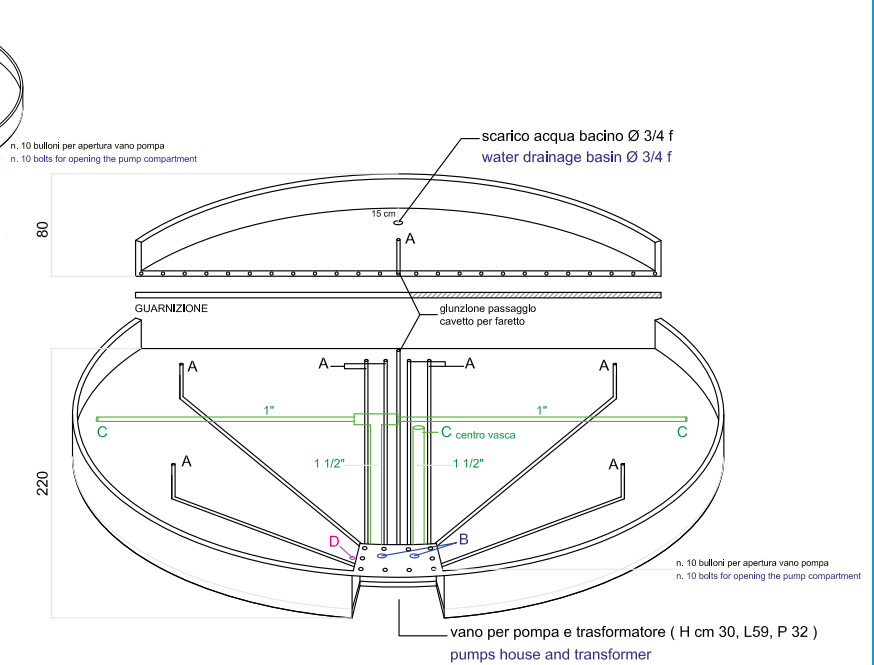 n. 10 bulloni per apertura vano pompa
n. 10 bolts for opening the pump compartment
scarico acqua bacino Ø 3/4 f
water drainage basin Ø 3/4 f
80
15 cm
A
GUARNIZIONE
glunzlone passagglo
cavetto per faretto
A
A
A
A
1"
1"
C
C centro vasca
C
1 1/2"
1 1/2"
A
A
220
D
B
n. 10 bulloni per apertura vano pompa
n. 10 bolts for opening the pump compartment
vano per pompa e trasformatore ( H cm 30, L59, P 32 )
pumps house and transformer